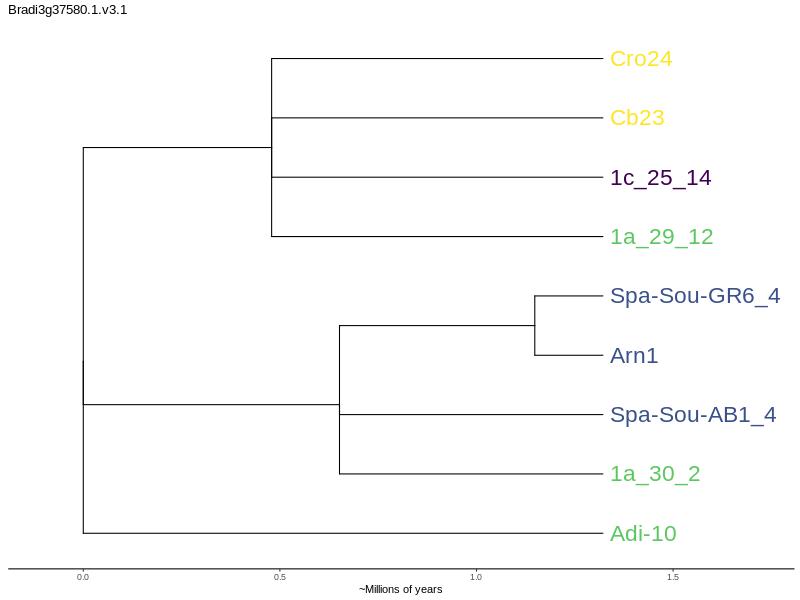 Bradi3g37580.1.v3.1
Cro24
Cb23
1c_25_14
1a_29_12
Spa-Sou-GR6_4
Arn1
Spa-Sou-AB1_4
1a_30_2
Adi-10
0.0 0.5 1.0 1.5
~Millions of years